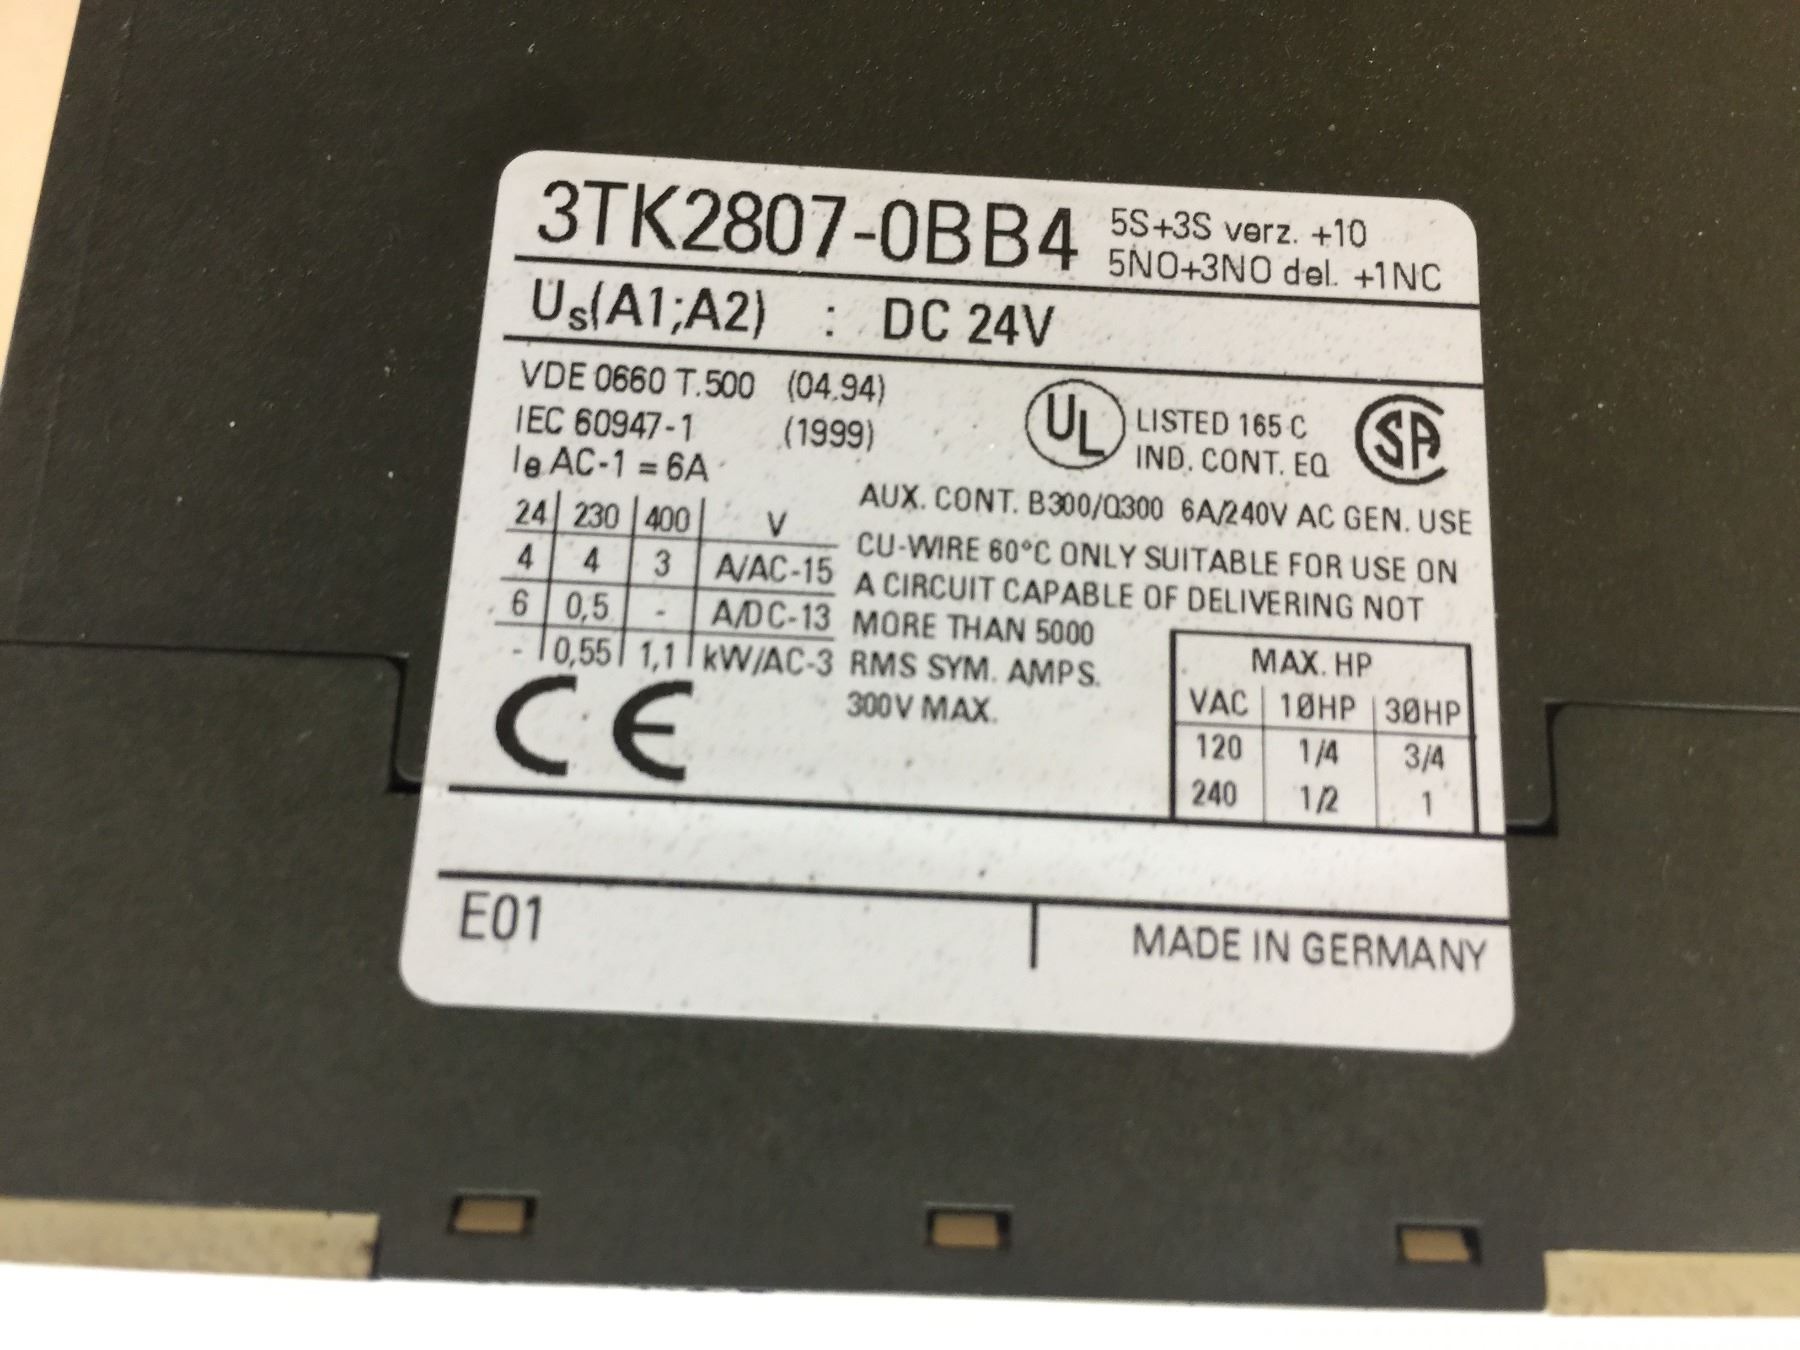 3TK2807-0BB4
5S+3S verz. +1O
5NO+3NO del. +1NC
Us(A1;A2) : DC 24V
VDE 0660 T.500 (04.94)
IEC 60947-1 (1999)
Ie AC-1 = 6A
UL LISTED 165 C
IND. CONT. EQ
SA
24 230 400 V
4 4 3 A/AC-15
6 0,5 - A/DC-13
- 0,55 1,1 kW/AC-3
AUX. CONT. B300/Q300 6A/240V AC GEN. USE
CU-WIRE 60°C ONLY SUITABLE FOR USE ON
A CIRCUIT CAPABLE OF DELIVERING NOT
MORE THAN 5000
RMS SYM. AMPS.
300V MAX.
MAX. HP
VAC 1ØHP 3ØHP
120 1/4 3/4
240 1/2 1
CE
E01
MADE IN GERMANY